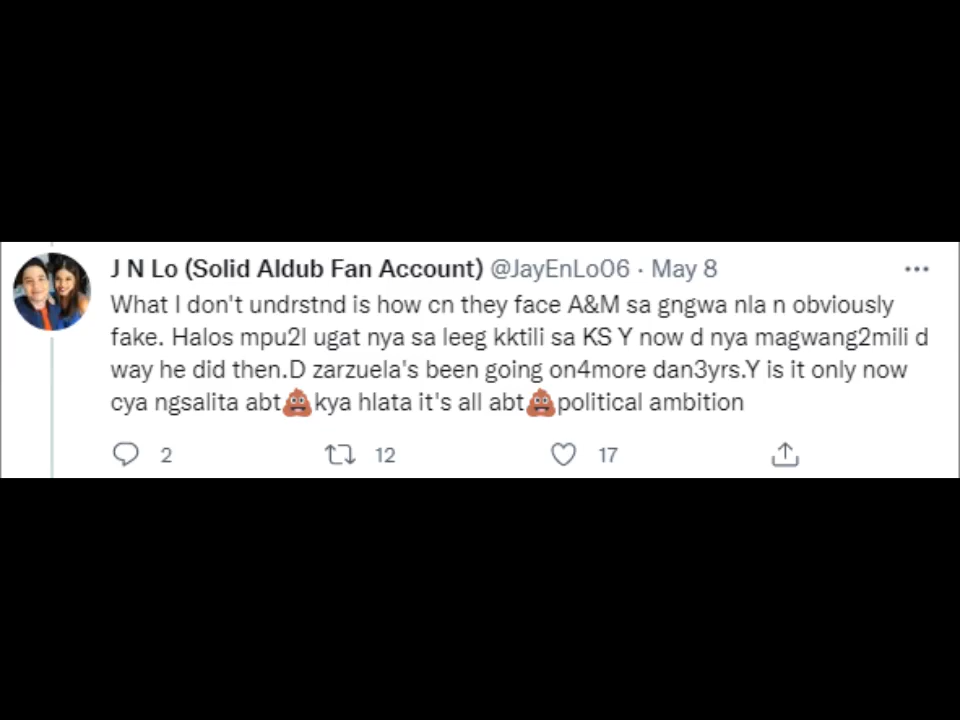 J N Lo (Solid Aldub Fan Account) @JayEnLo06 · May 8
What I don't undrstnd is how cn they face A&M sa gngwa nla n obviously
fake. Halos mpu2l ugat nya sa leeg kktili sa KS Y now d nya magwang2mili d
way he did then.D zarzuela's been going on4more dan3yrs.Y is it only now
cya ngsalita abt💩kya hlata it's all abt💩political ambition
2 12 17